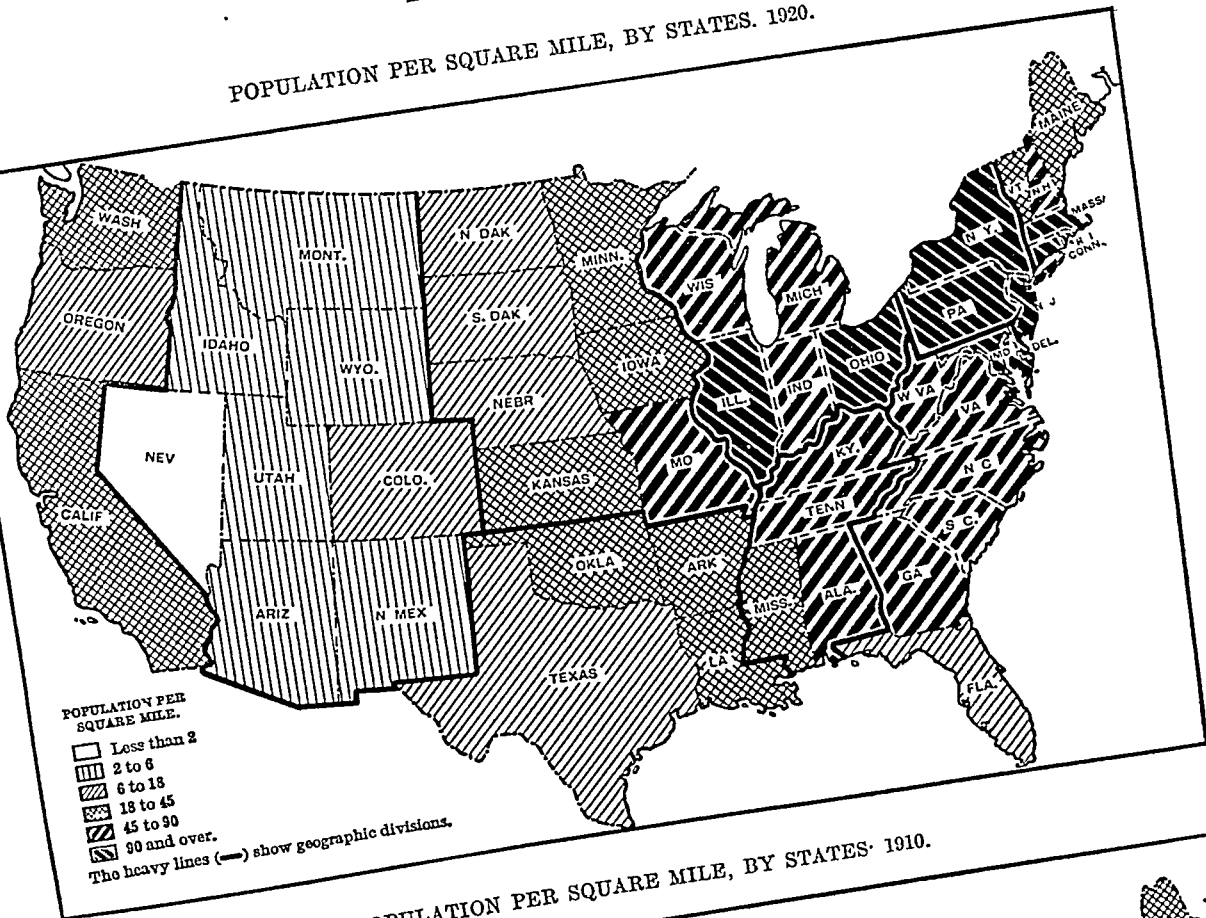 POPULATION PER SQUARE MILE, BY STATES. 1920.
MAINE
WASH
MONT.
N. DAK
MINN.
VT.
N.H.
MASS.
N.Y.
R.I.
CONN.
OREGON
IDAHO
WYO.
S. DAK
WIS
MICH
PA
N J
IOWA
OHIO
DEL.
NEBR
ILL.
IND
W VA
VA
NEV
UTAH
COLO.
KANSAS
MO
KY.
N C
CALIF
TENN
S C
OKLA
ARK
ARIZ
N MEX
MISS.
ALA.
GA
TEXAS
LA
FLA.
POPULATION PER
SQUARE MILE.
Less than 2
2 to 6
6 to 18
18 to 45
45 to 90
90 and over.
The heavy lines (━) show geographic divisions.
POPULATION PER SQUARE MILE, BY STATES. 1910.